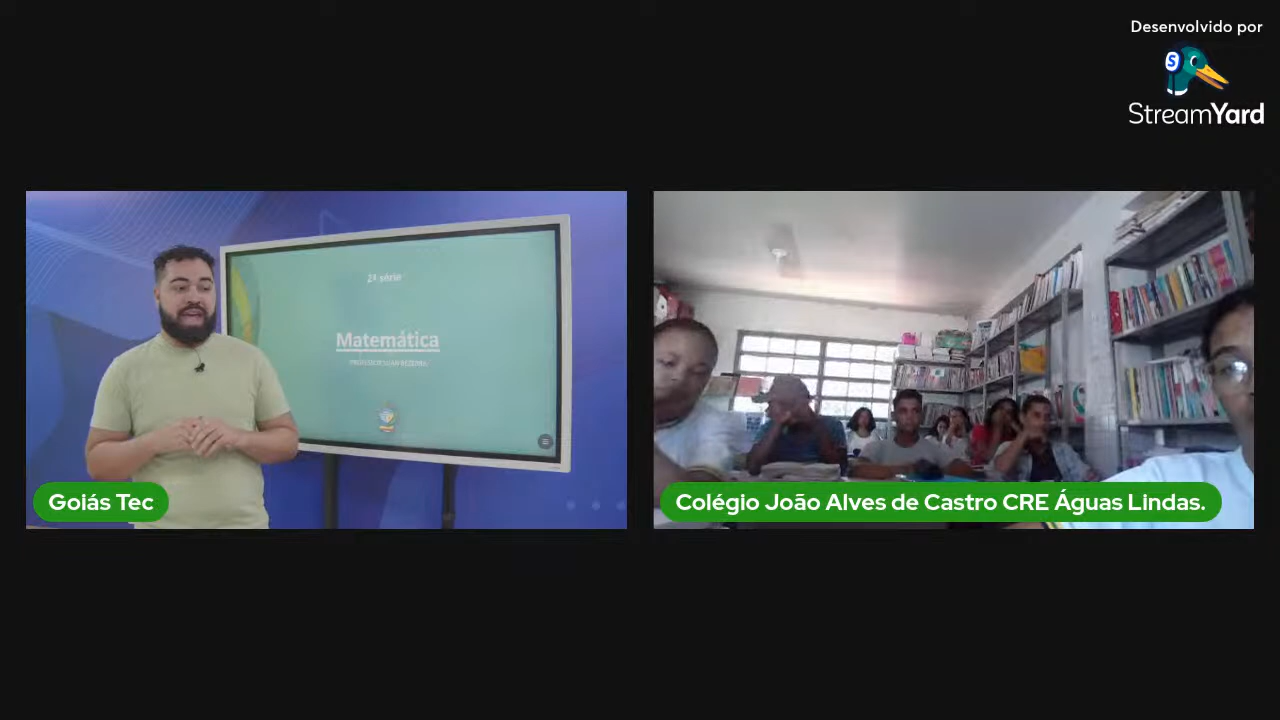 Desenvolvido por
StreamYard
2ª série
Matemática
Goiás Tec
Colégio João Alves de Castro CRE Águas Lindas.